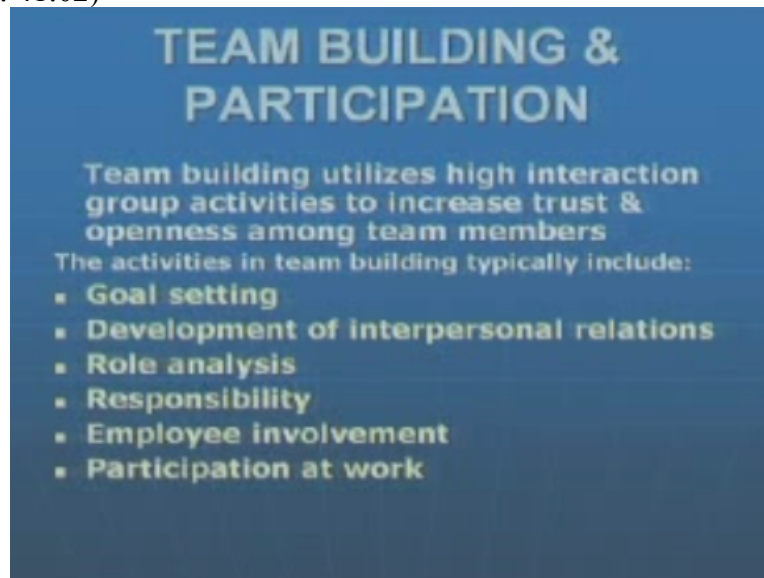 41.02)
TEAM BUILDING &
PARTICIPATION
Team building utilizes high interaction
group activities to increase trust &
openness among team members
The activities in team building typically include:
▪ Goal setting
▪ Development of interpersonal relations
▪ Role analysis
▪ Responsibility
▪ Employee involvement
▪ Participation at work